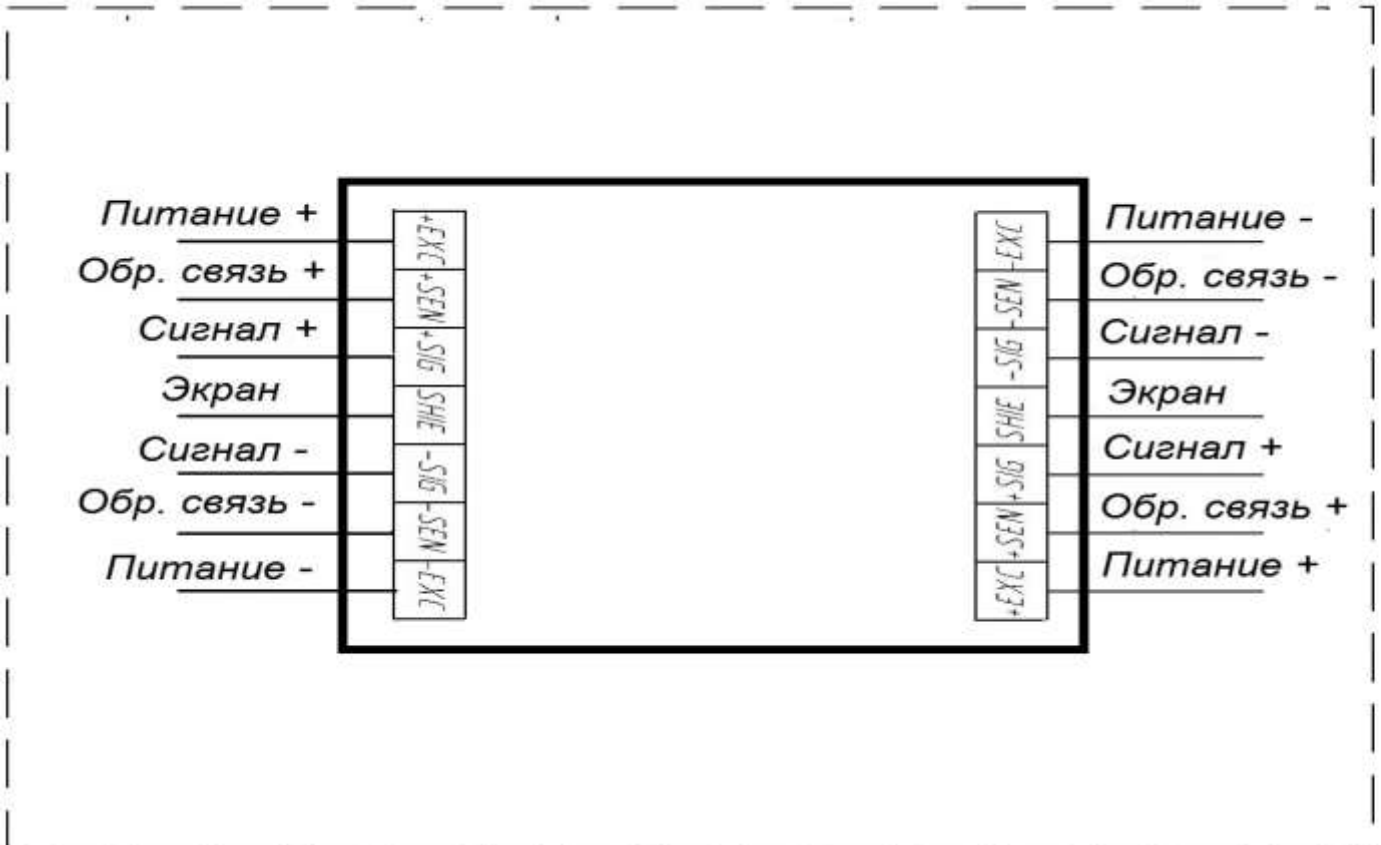 Питание +
Обр. связь +
Сигнал +
Экран
Сигнал -
Обр. связь -
Питание -
+EXC
+SEN
+SIG
SHIE
-SIG
-SEN
-EXC
-EXC
-SEN
-SIG
SHIE
+SIG
+SEN
+EXC
Питание -
Обр. связь -
Сигнал -
Экран
Сигнал +
Обр. связь +
Питание +